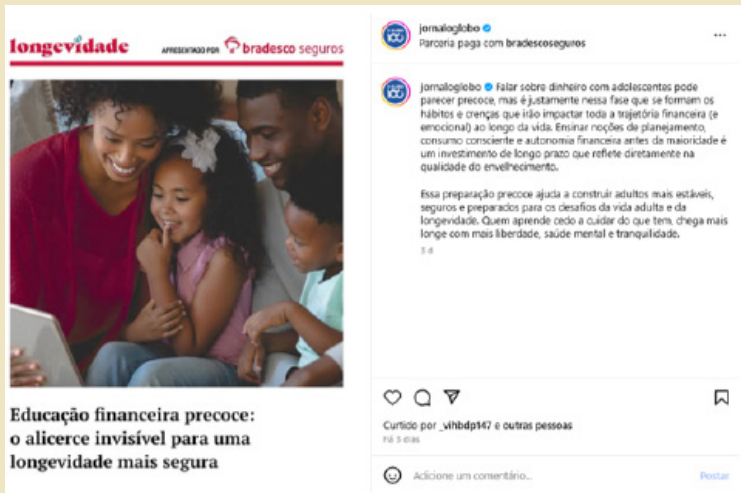 longevidade
APRESENTADO POR bradesco seguros
Educação financeira precoce:
o alicerce invisível para uma
longevidade mais segura
jornaloglobo
Parceria paga com bradescoseguros
jornaloglobo Falar sobre dinheiro com adolescentes pode
parecer precoce, mas é justamente nessa fase que se formam os
hábitos e crenças que irão impactar toda a trajetória financeira (e
emocional) ao longo da vida. Ensinar noções de planejamento,
consumo consciente e autonomia financeira antes da maioridade é
um investimento de longo prazo que reflete diretamente na
qualidade do envelhecimento.
Essa preparação precoce ajuda a construir adultos mais estáveis,
seguros e preparados para os desafios da vida adulta e da
longevidade. Quem aprende cedo a cuidar do que tem, chega mais
longe com mais liberdade, saúde mental e tranquilidade.
3 d
Curtido por _vihbdp147 e outras pessoas
Há 3 dias
Adicione um comentário...
Postar